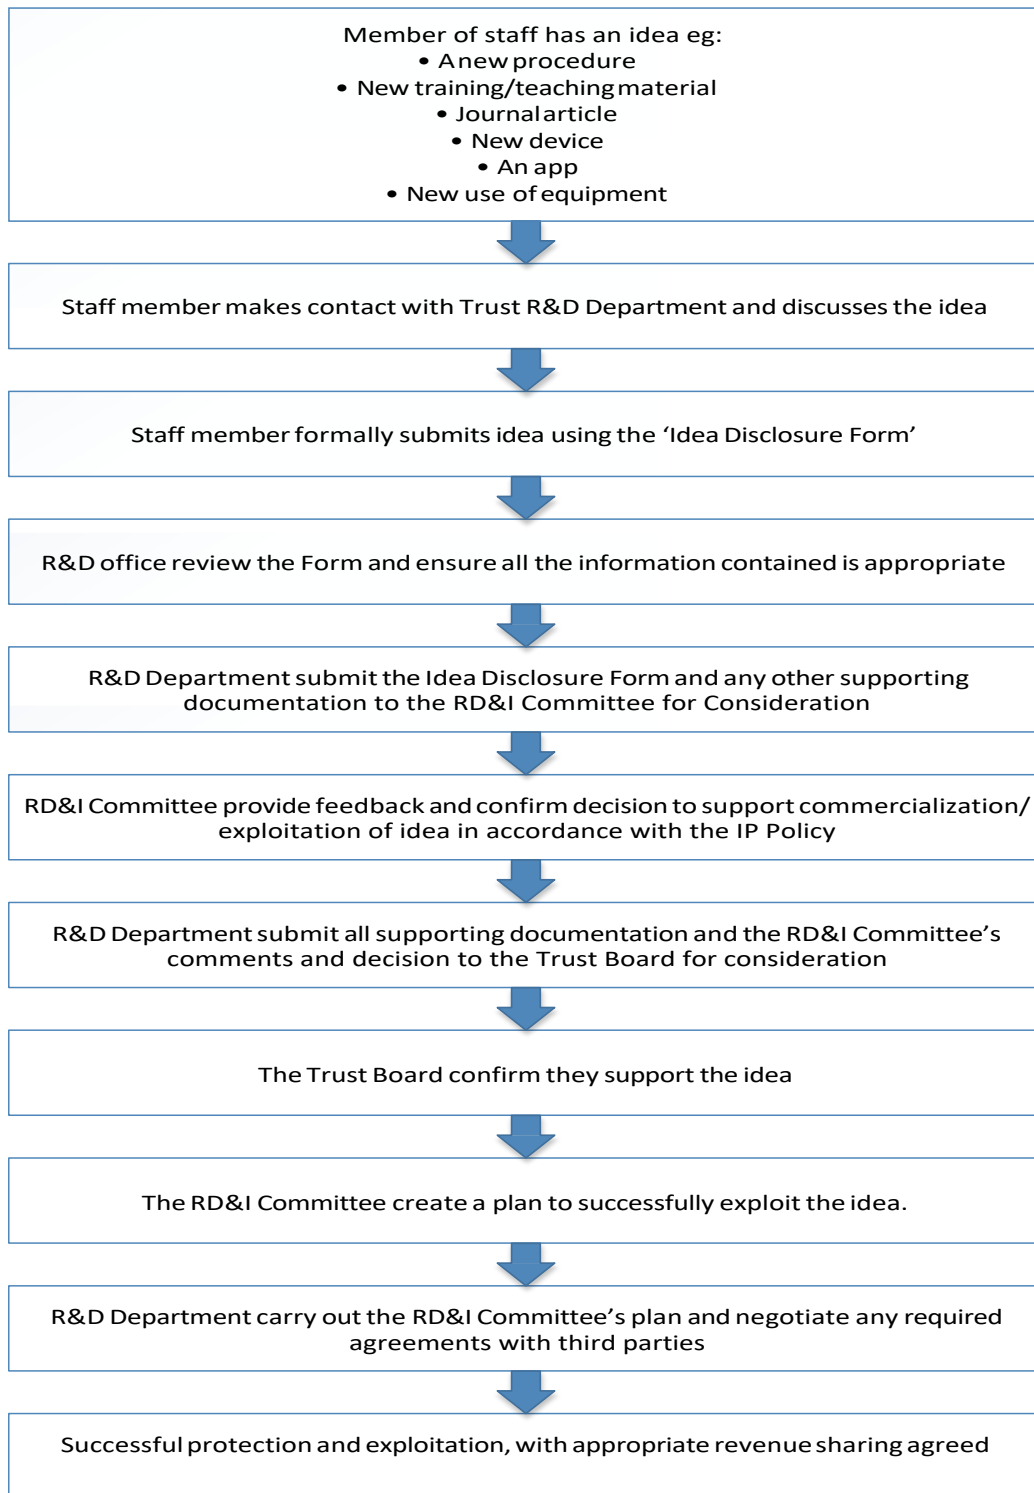 Member of staff has an idea eg:
• A new procedure
• New training/teaching material
• Journal article
• New device
• An app
• New use of equipment
Staff member makes contact with Trust R&D Department and discusses the idea
Staff member formally submits idea using the ‘Idea Disclosure Form’
R&D office review the Form and ensure all the information contained is appropriate
R&D Department submit the Idea Disclosure Form and any other supporting
documentation to the RD&I Committee for Consideration
RD&I Committee provide feedback and confirm decision to support commercialization/
exploitation of idea in accordance with the IP Policy
R&D Department submit all supporting documentation and the RD&I Committee’s
comments and decision to the Trust Board for consideration
The Trust Board confirm they support the idea
The RD&I Committee create a plan to successfully exploit the idea.
R&D Department carry out the RD&I Committee’s plan and negotiate any required
agreements with third parties
Successful protection and exploitation, with appropriate revenue sharing agreed